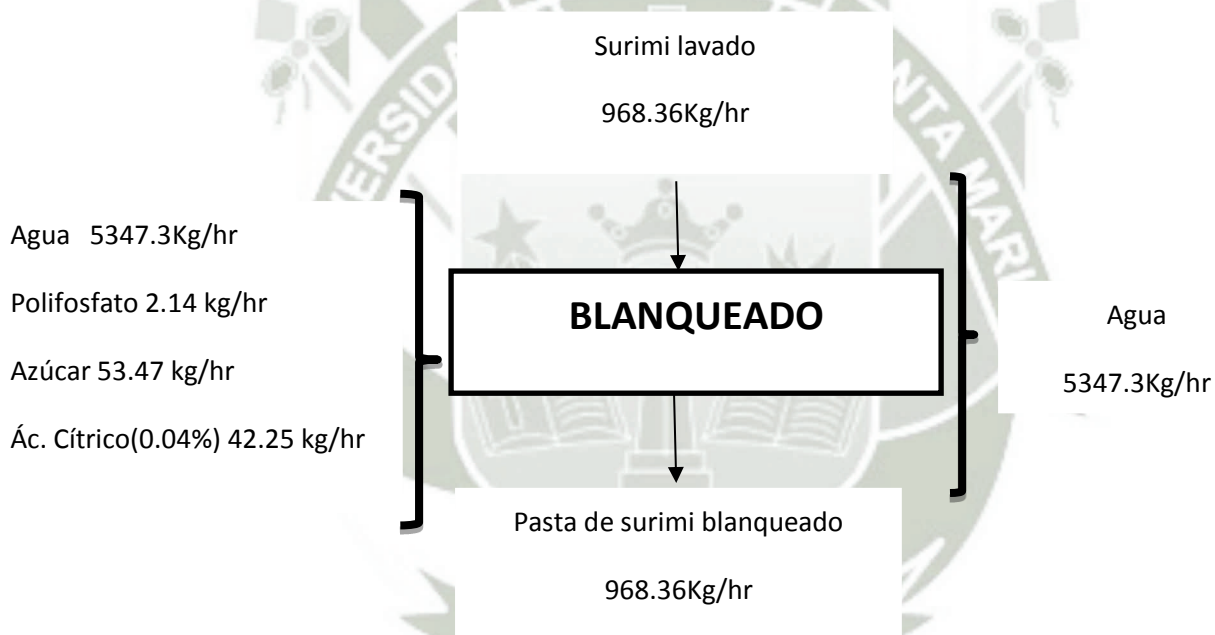 Surimi lavado
968.36Kg/hr
Agua 5347.3Kg/hr
Polifosfato 2.14 kg/hr
Azúcar 53.47 kg/hr
Ác. Cítrico(0.04%) 42.25 kg/hr
BLANQUEADO
Agua
5347.3Kg/hr
Pasta de surimi blanqueado
968.36Kg/hr